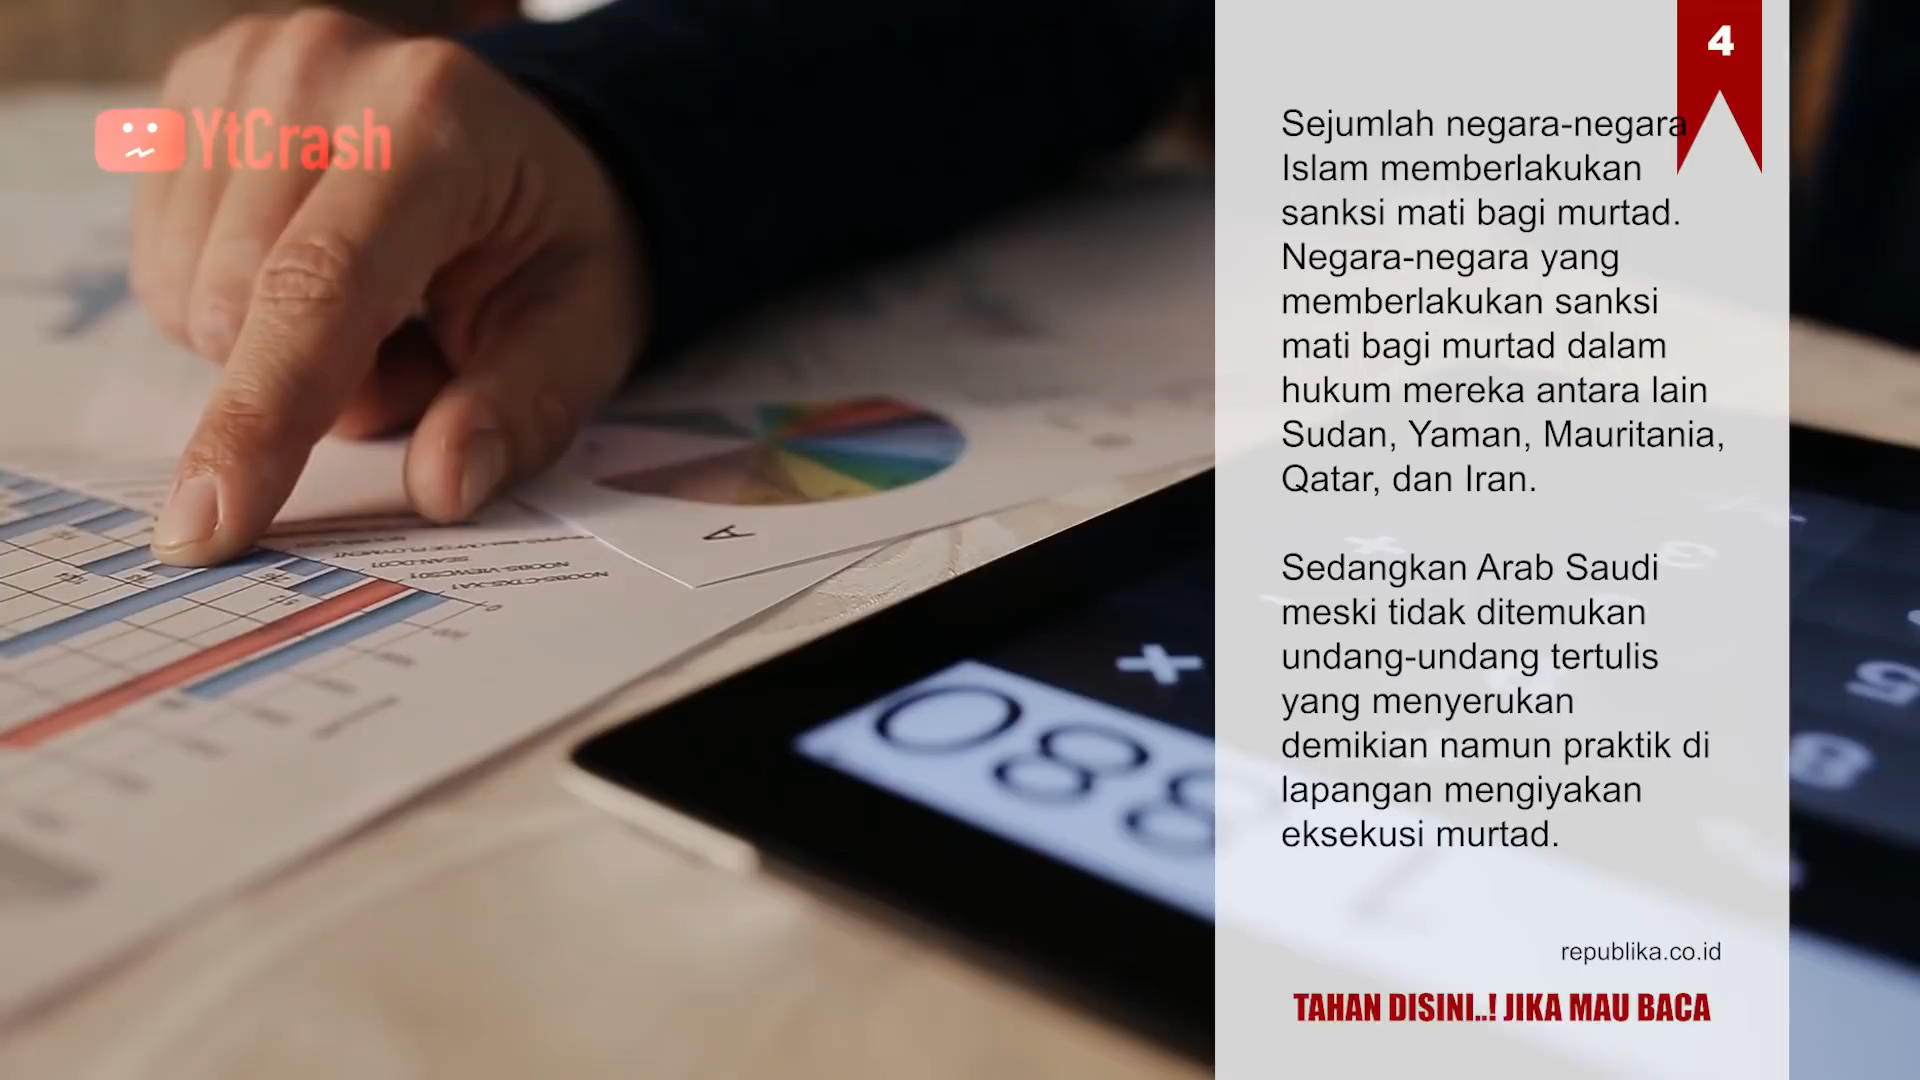 YtCrash
4
Sejumlah negara-negara
Islam memberlakukan
sanksi mati bagi murtad.
Negara-negara yang
memberlakukan sanksi
mati bagi murtad dalam
hukum mereka antara lain
Sudan, Yaman, Mauritania,
Qatar, dan Iran.
Sedangkan Arab Saudi
meski tidak ditemukan
undang-undang tertulis
yang menyerukan
demikian namun praktik di
lapangan mengiyakan
eksekusi murtad.
republika.co.id
TAHAN DISINI..! JIKA MAU BACA
A
088